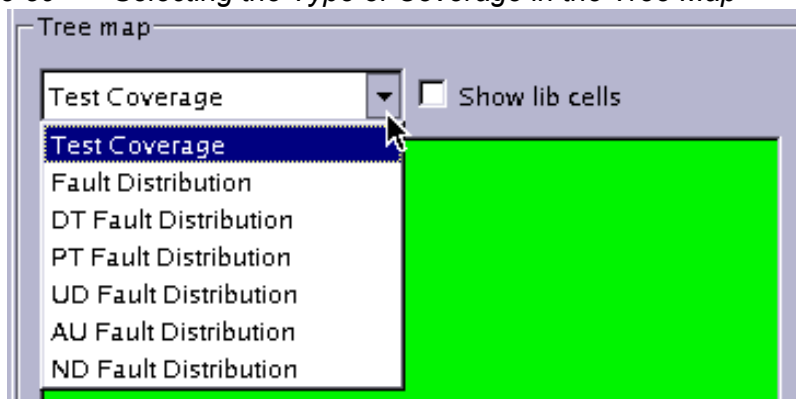 Selecting the Type of Coverage in the Tree Map
Tree map
Test Coverage
Show lib cells
Test Coverage
Fault Distribution
DT Fault Distribution
PT Fault Distribution
UD Fault Distribution
AU Fault Distribution
ND Fault Distribution